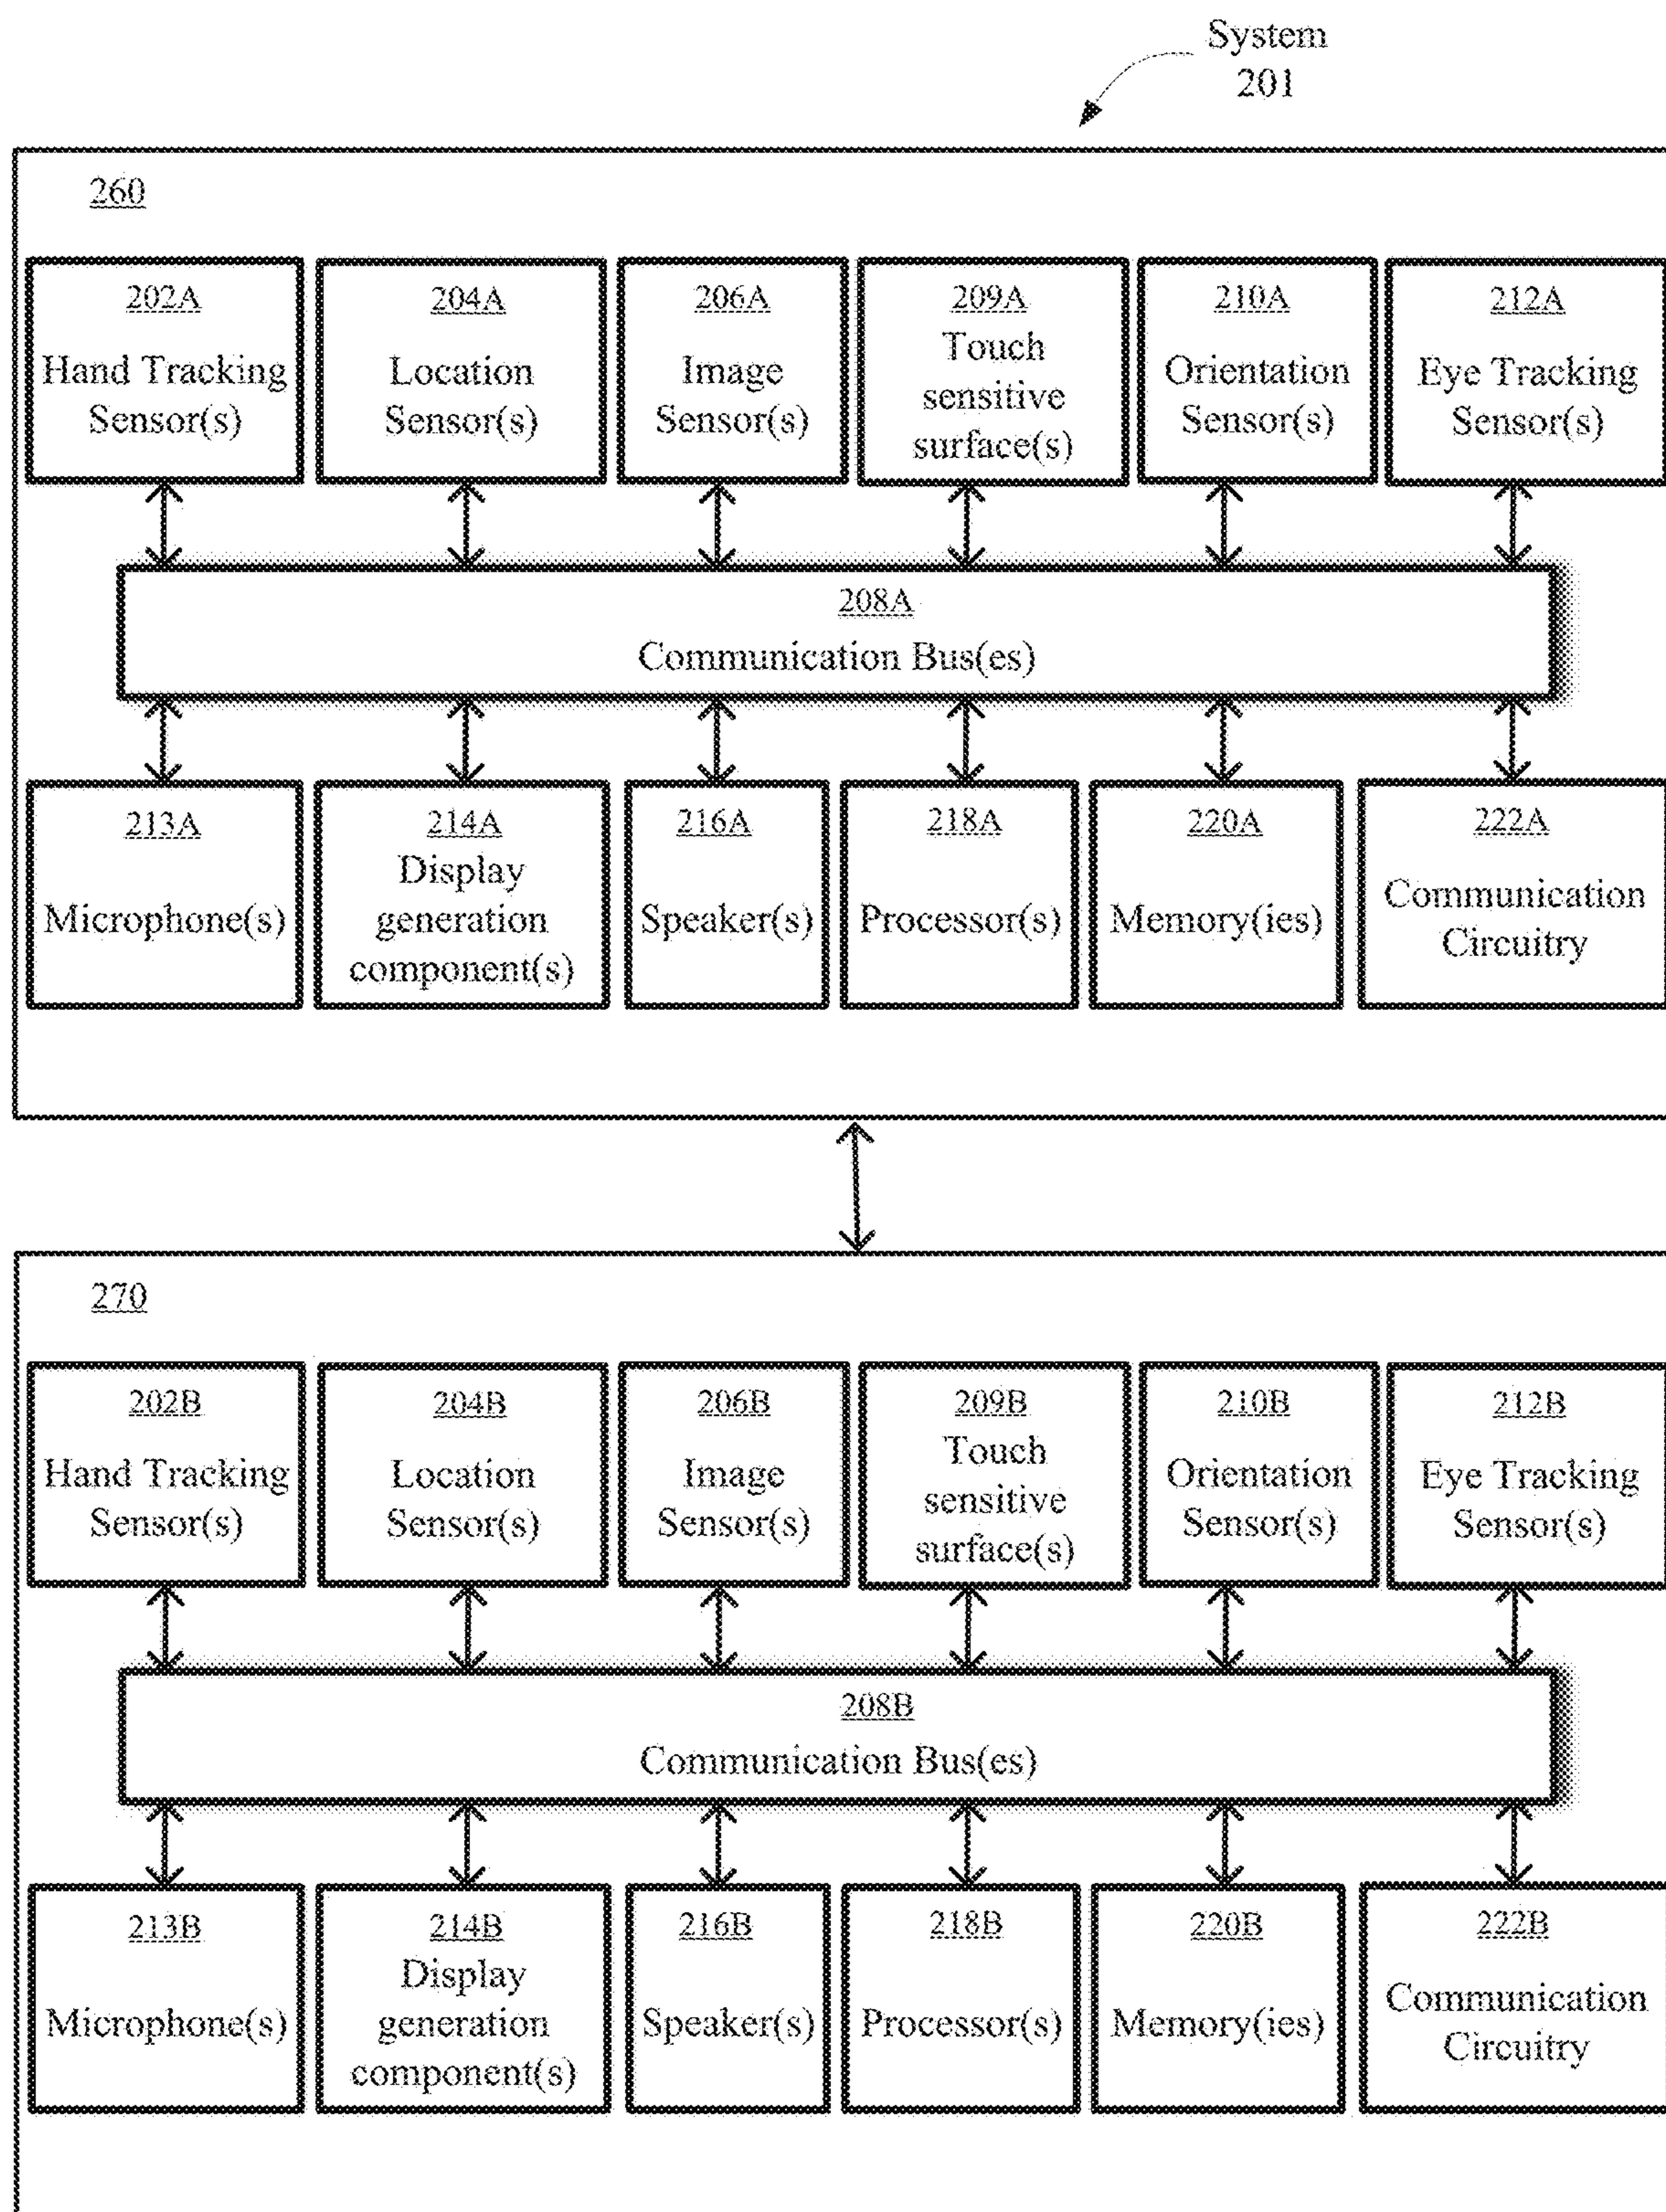 System
201
260
202A
Hand Tracking
Sensor(s)
204A
Location
Sensor(s)
206A
Image
Sensor(s)
209A
Touch
sensitive
surface(s)
210A
Orientation
Sensor(s)
212A
Eye Tracking
Sensor(s)
208A
Communication Bus(es)
213A
Microphone(s)
214A
Display
generation
component(s)
216A
Speaker(s)
218A
Processor(s)
220A
Memory(ies)
222A
Communication
Circuitry
270
202B
Hand Tracking
Sensor(s)
204B
Location
Sensor(s)
206B
Image
Sensor(s)
209B
Touch
sensitive
surface(s)
210B
Orientation
Sensor(s)
212B
Eye Tracking
Sensor(s)
208B
Communication Bus(es)
213B
Microphone(s)
214B
Display
generation
component(s)
216B
Speaker(s)
218B
Processor(s)
220B
Memory(ies)
222B
Communication
Circuitry